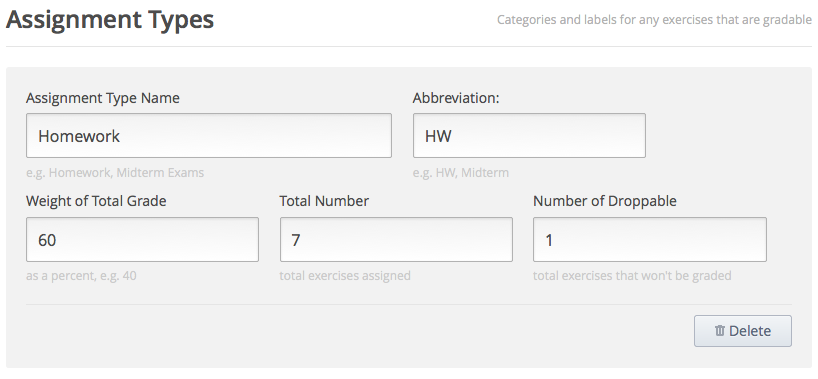 Assignment Types
Categories and labels for any exercises that are gradable
Assignment Type Name
Abbreviation:
Homework
HW
e.g. Homework, Midterm Exams
e.g. HW, Midterm
Weight of Total Grade
Total Number
Number of Droppable
60
7
1
as a percent, e.g. 40
total exercises assigned
total exercises that won't be graded
Delete